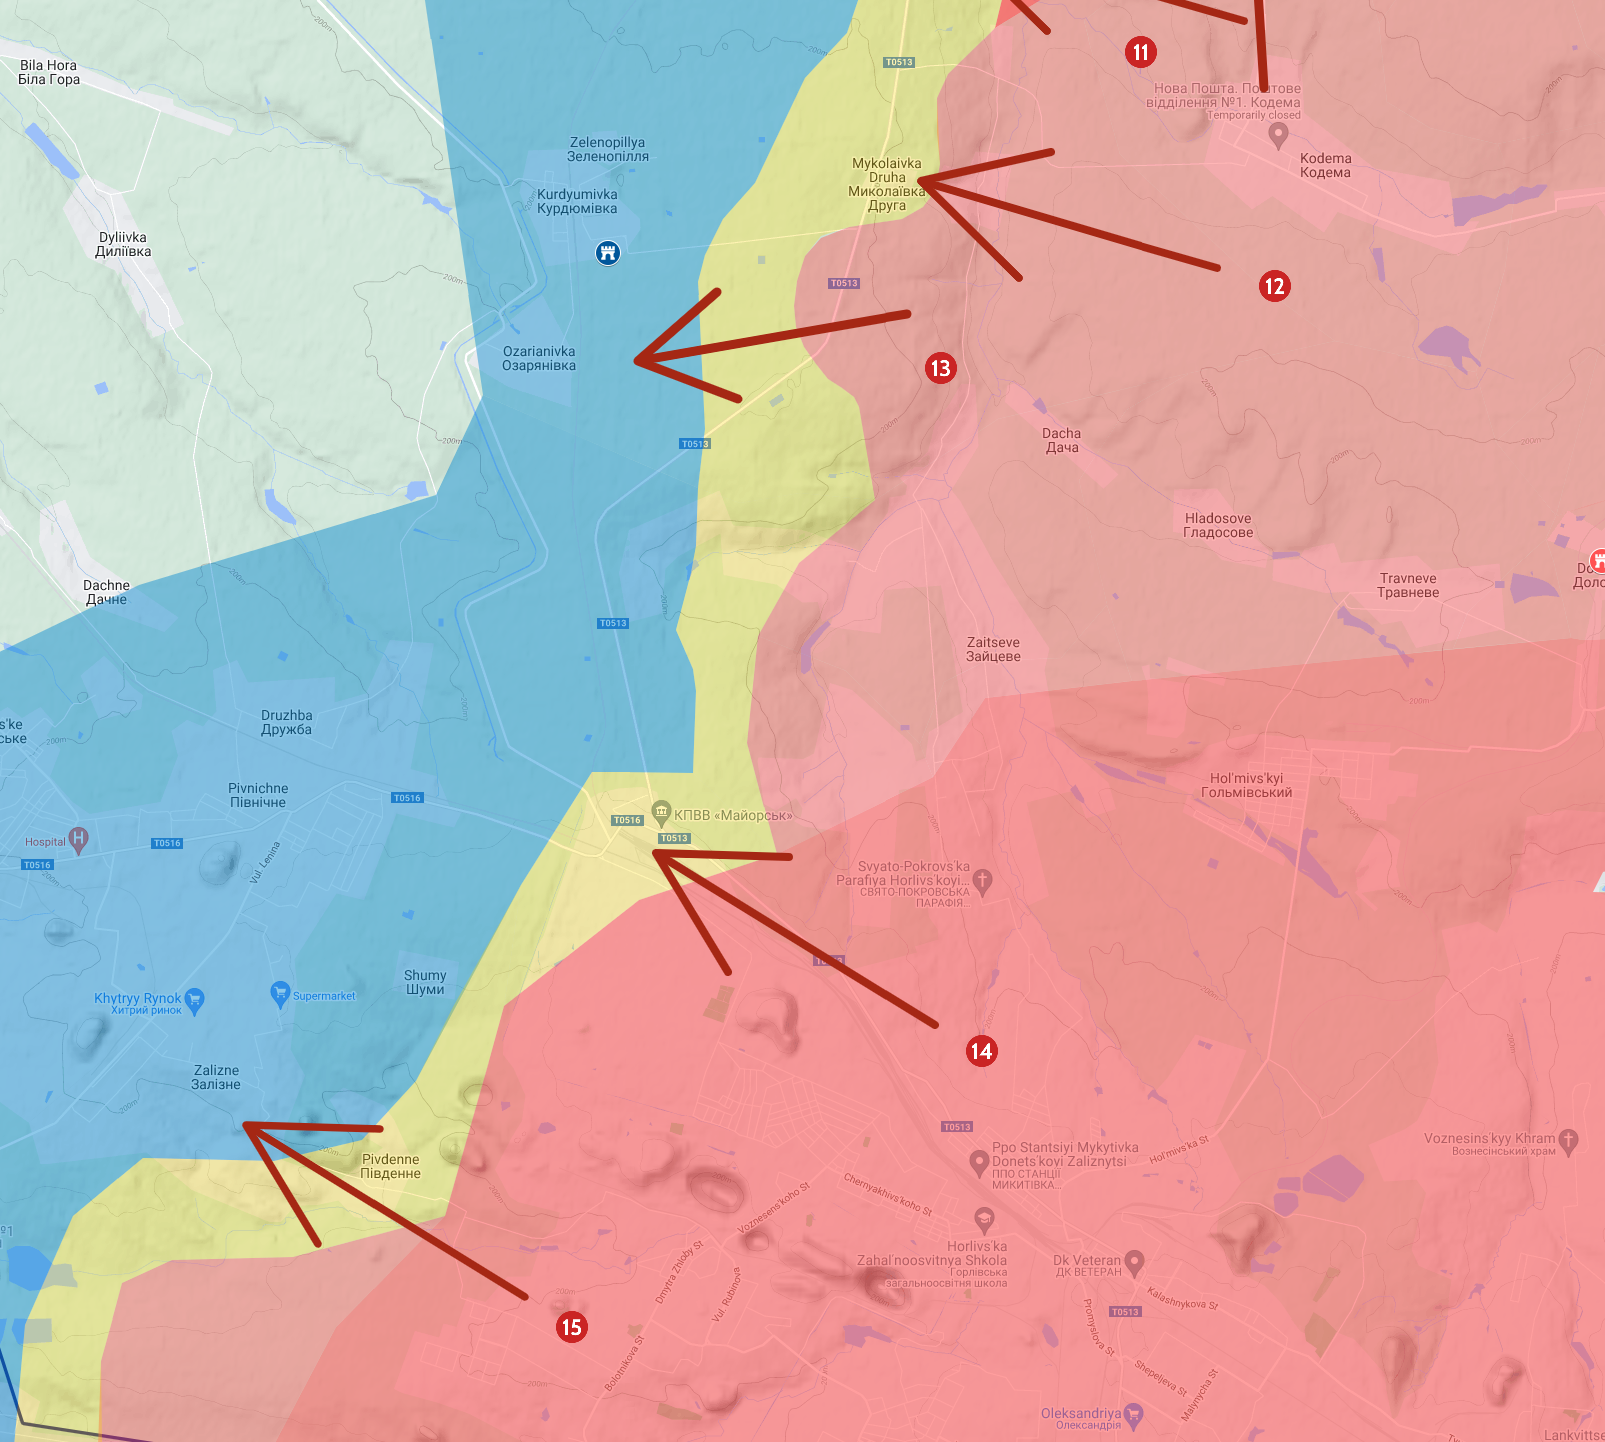 11
T0513
Bila Hora
Біла Гора
Нова Пошта. Поштове
відділення №1. Кодема
Temporarily closed
Zelenopillya
Зеленопілля
Kodema
Кодема
Mykolaivka
Druha
Миколаївка
Друга
Kurdyumivka
Курдюмівка
Dyliivka
Диліївка
12
T0513
Ozarianivka
Озарянівка
13
T0513
Dacha
Дача
Hladosove
Гладосове
Dachne
Дачне
Travneve
Травневе
T0513
Zaitseve
Зайцеве
Druzhba
Дружба
Pivnichne
Північне
T0516
Hol'mivs'kyi
Гольмівський
КПВВ «Майорськ»
T0516
T0513
Hospital
T0516
T0516
Vul. Lenina
Svyato-Pokrovs'ka
Parafiya Horlivs'koyi...
СВЯТО-ПОКРОВСЬКА
ПАРАФІЯ...
Shumy
Шуми
Khytryy Rynok
Хитрий ринок
Supermarket
14
Zalizne
Залізне
T0513
Pivdenne
Південне
Ppo Stantsiyi Mykytivka
Donets'koyi Zaliznytsi
ППО СТАНЦІЇ
МИКИТІВКА...
Hol'mivs'ka St
Voznesins'kyy Khram
Вознесінський храм
Chernyakhivs'koho St
Voznesens'koho St
Horlivs'ka
Zahal'noosvitnya Shkola
Горлівська
загальноосвітня школа
Dk Veteran
ДК ВЕТЕРАН
Dmytra Zhloby St
Vul. Rubinova
Kalashnykova St
T0513
Promyslova St
15
Bolotnikova St
Shepeljeva St
Malynycha St
Oleksandriya
Олександрія
Lankvittse